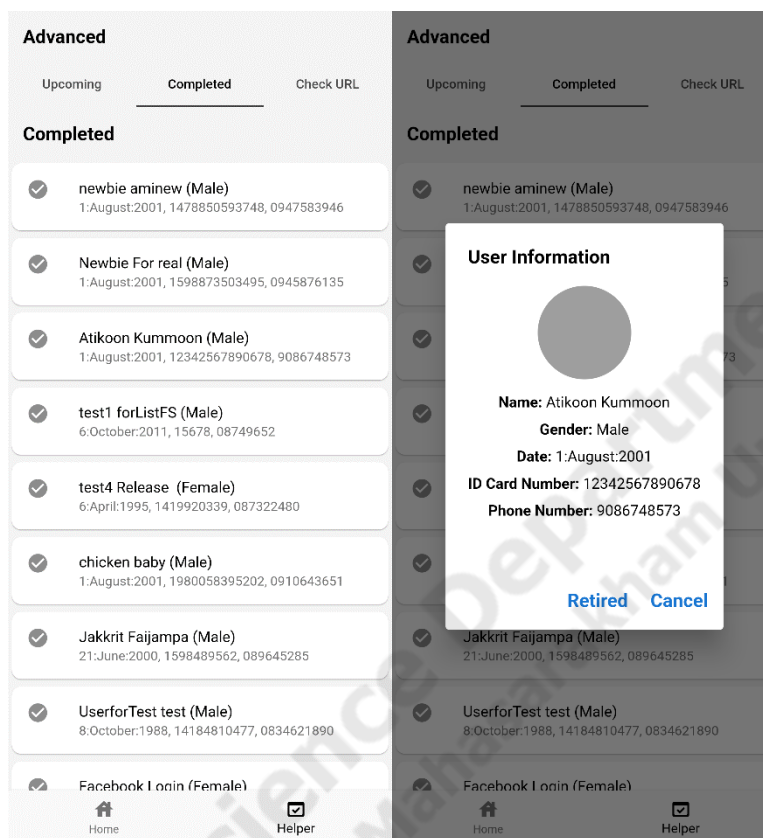 Advanced
Upcoming Completed Check URL
Completed
newbie aminew (Male)
1:August:2001, 1478850593748, 0947583946
Newbie For real (Male)
1:August:2001, 1598873503495, 0945876135
Atikoon Kummoon (Male)
1:August:2001, 12342567890678, 9086748573
test1 forListFS (Male)
6:October:2011, 15678, 08749652
test4 Release (Female)
6:April:1995, 1419920339, 087322480
chicken baby (Male)
1:August:2001, 1980058395202, 0910643651
Jakkrit Faijampa (Male)
21:June:2000, 1598489562, 089645285
UserforTest test (Male)
8:October:1988, 14184810477, 0834621890
Facebook Login (Female)
Home Helper
Advanced
Upcoming Completed Check URL
Completed
newbie aminew (Male)
1:August:2001, 1478850593748, 0947583946
User Information
Name: Atikoon Kummoon
Gender: Male
Date: 1:August:2001
ID Card Number: 12342567890678
Phone Number: 9086748573
Retired Cancel
Jakkrit Faijampa (Male)
21:June:2000, 1598489562, 089645285
UserforTest test (Male)
8:October:1988, 14184810477, 0834621890
Facebook Login (Female)
Home Helper